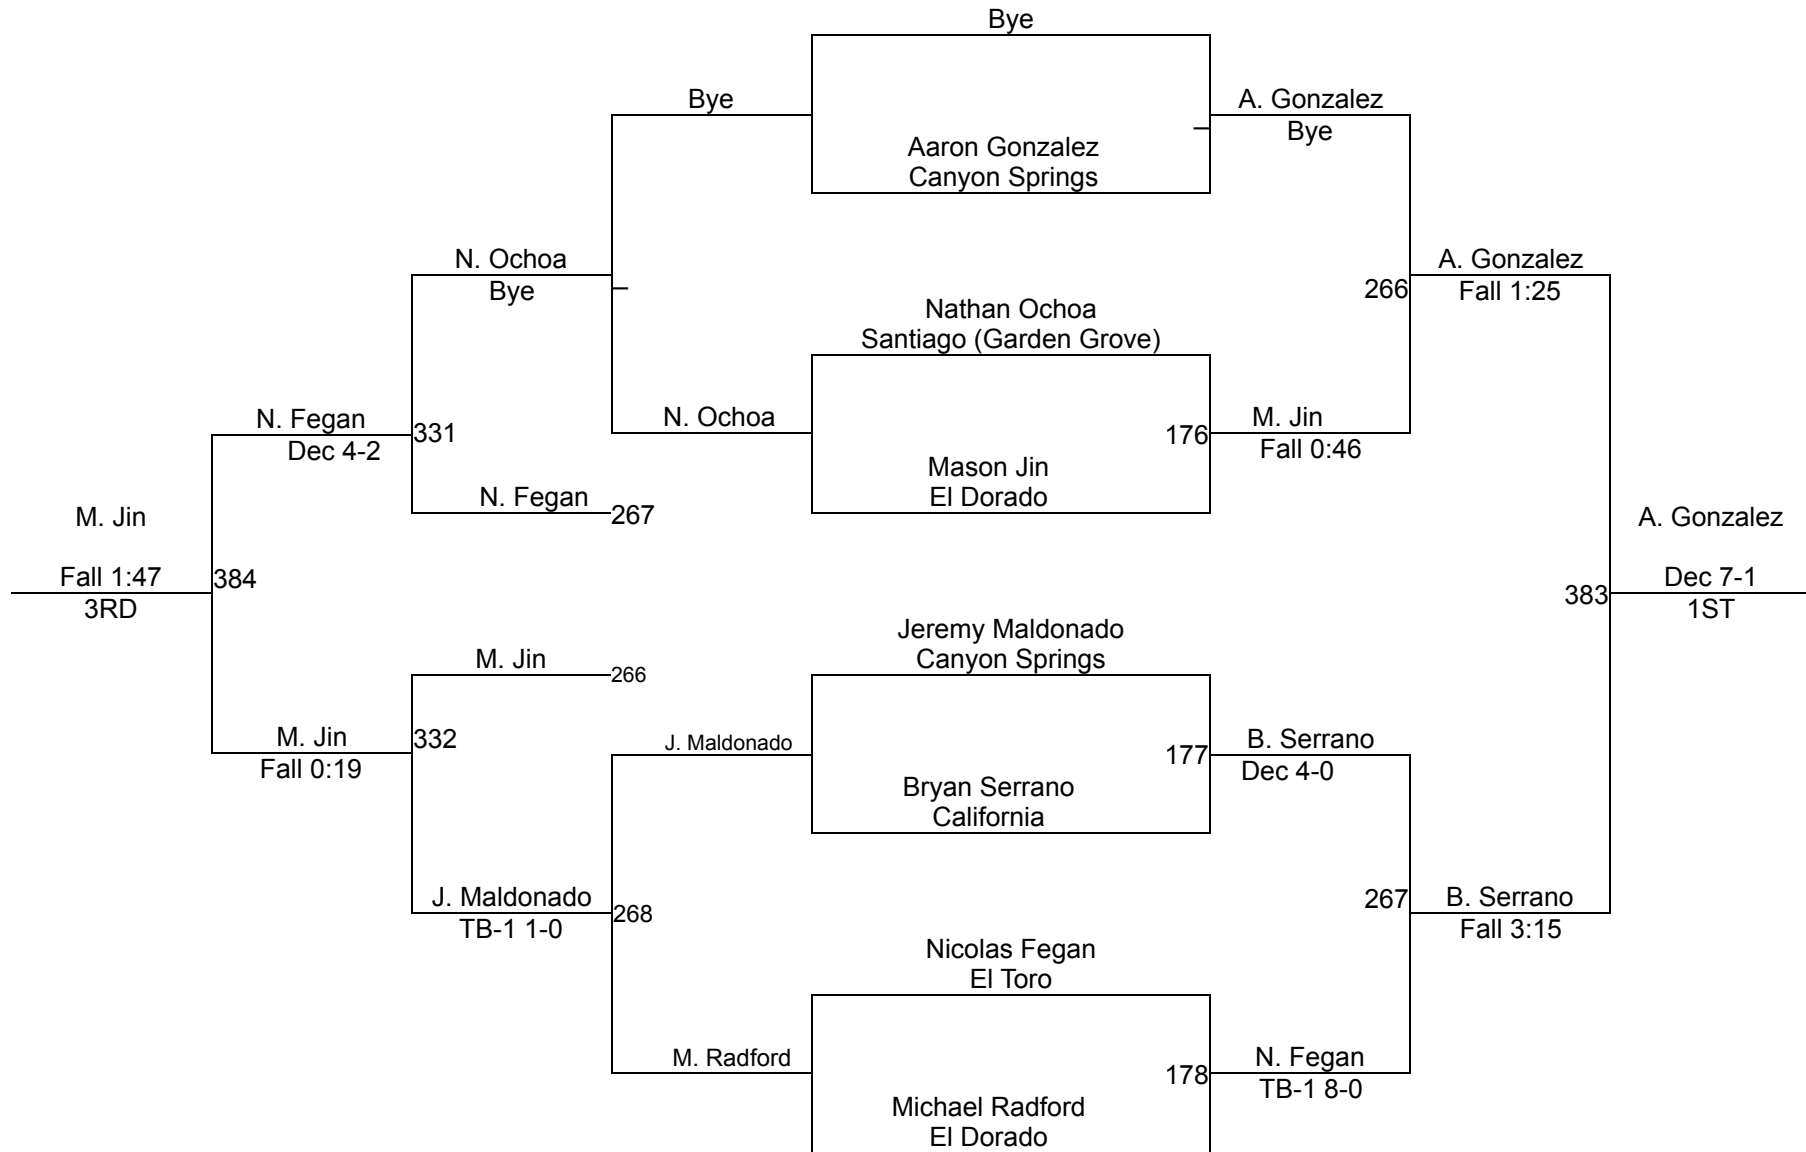 Bye
Bye
A. Gonzalez
Bye
Aaron Gonzalez
Canyon Springs
N. Ochoa
Bye
A. Gonzalez
Fall 1:25
266
Nathan Ochoa
Santiago (Garden Grove)
N. Fegan
Dec 4-2
331
N. Ochoa
176
M. Jin
Fall 0:46
Mason Jin
El Dorado
N. Fegan
267
M. Jin
Fall 1:47
3RD
384
A. Gonzalez
Dec 7-1
1ST
383
Jeremy Maldonado
Canyon Springs
M. Jin
266
M. Jin
Fall 0:19
332
J. Maldonado
177
B. Serrano
Dec 4-0
Bryan Serrano
California
J. Maldonado
TB-1 1-0
268
267
B. Serrano
Fall 3:15
Nicolas Fegan
El Toro
M. Radford
178
N. Fegan
TB-1 8-0
Michael Radford
El Dorado